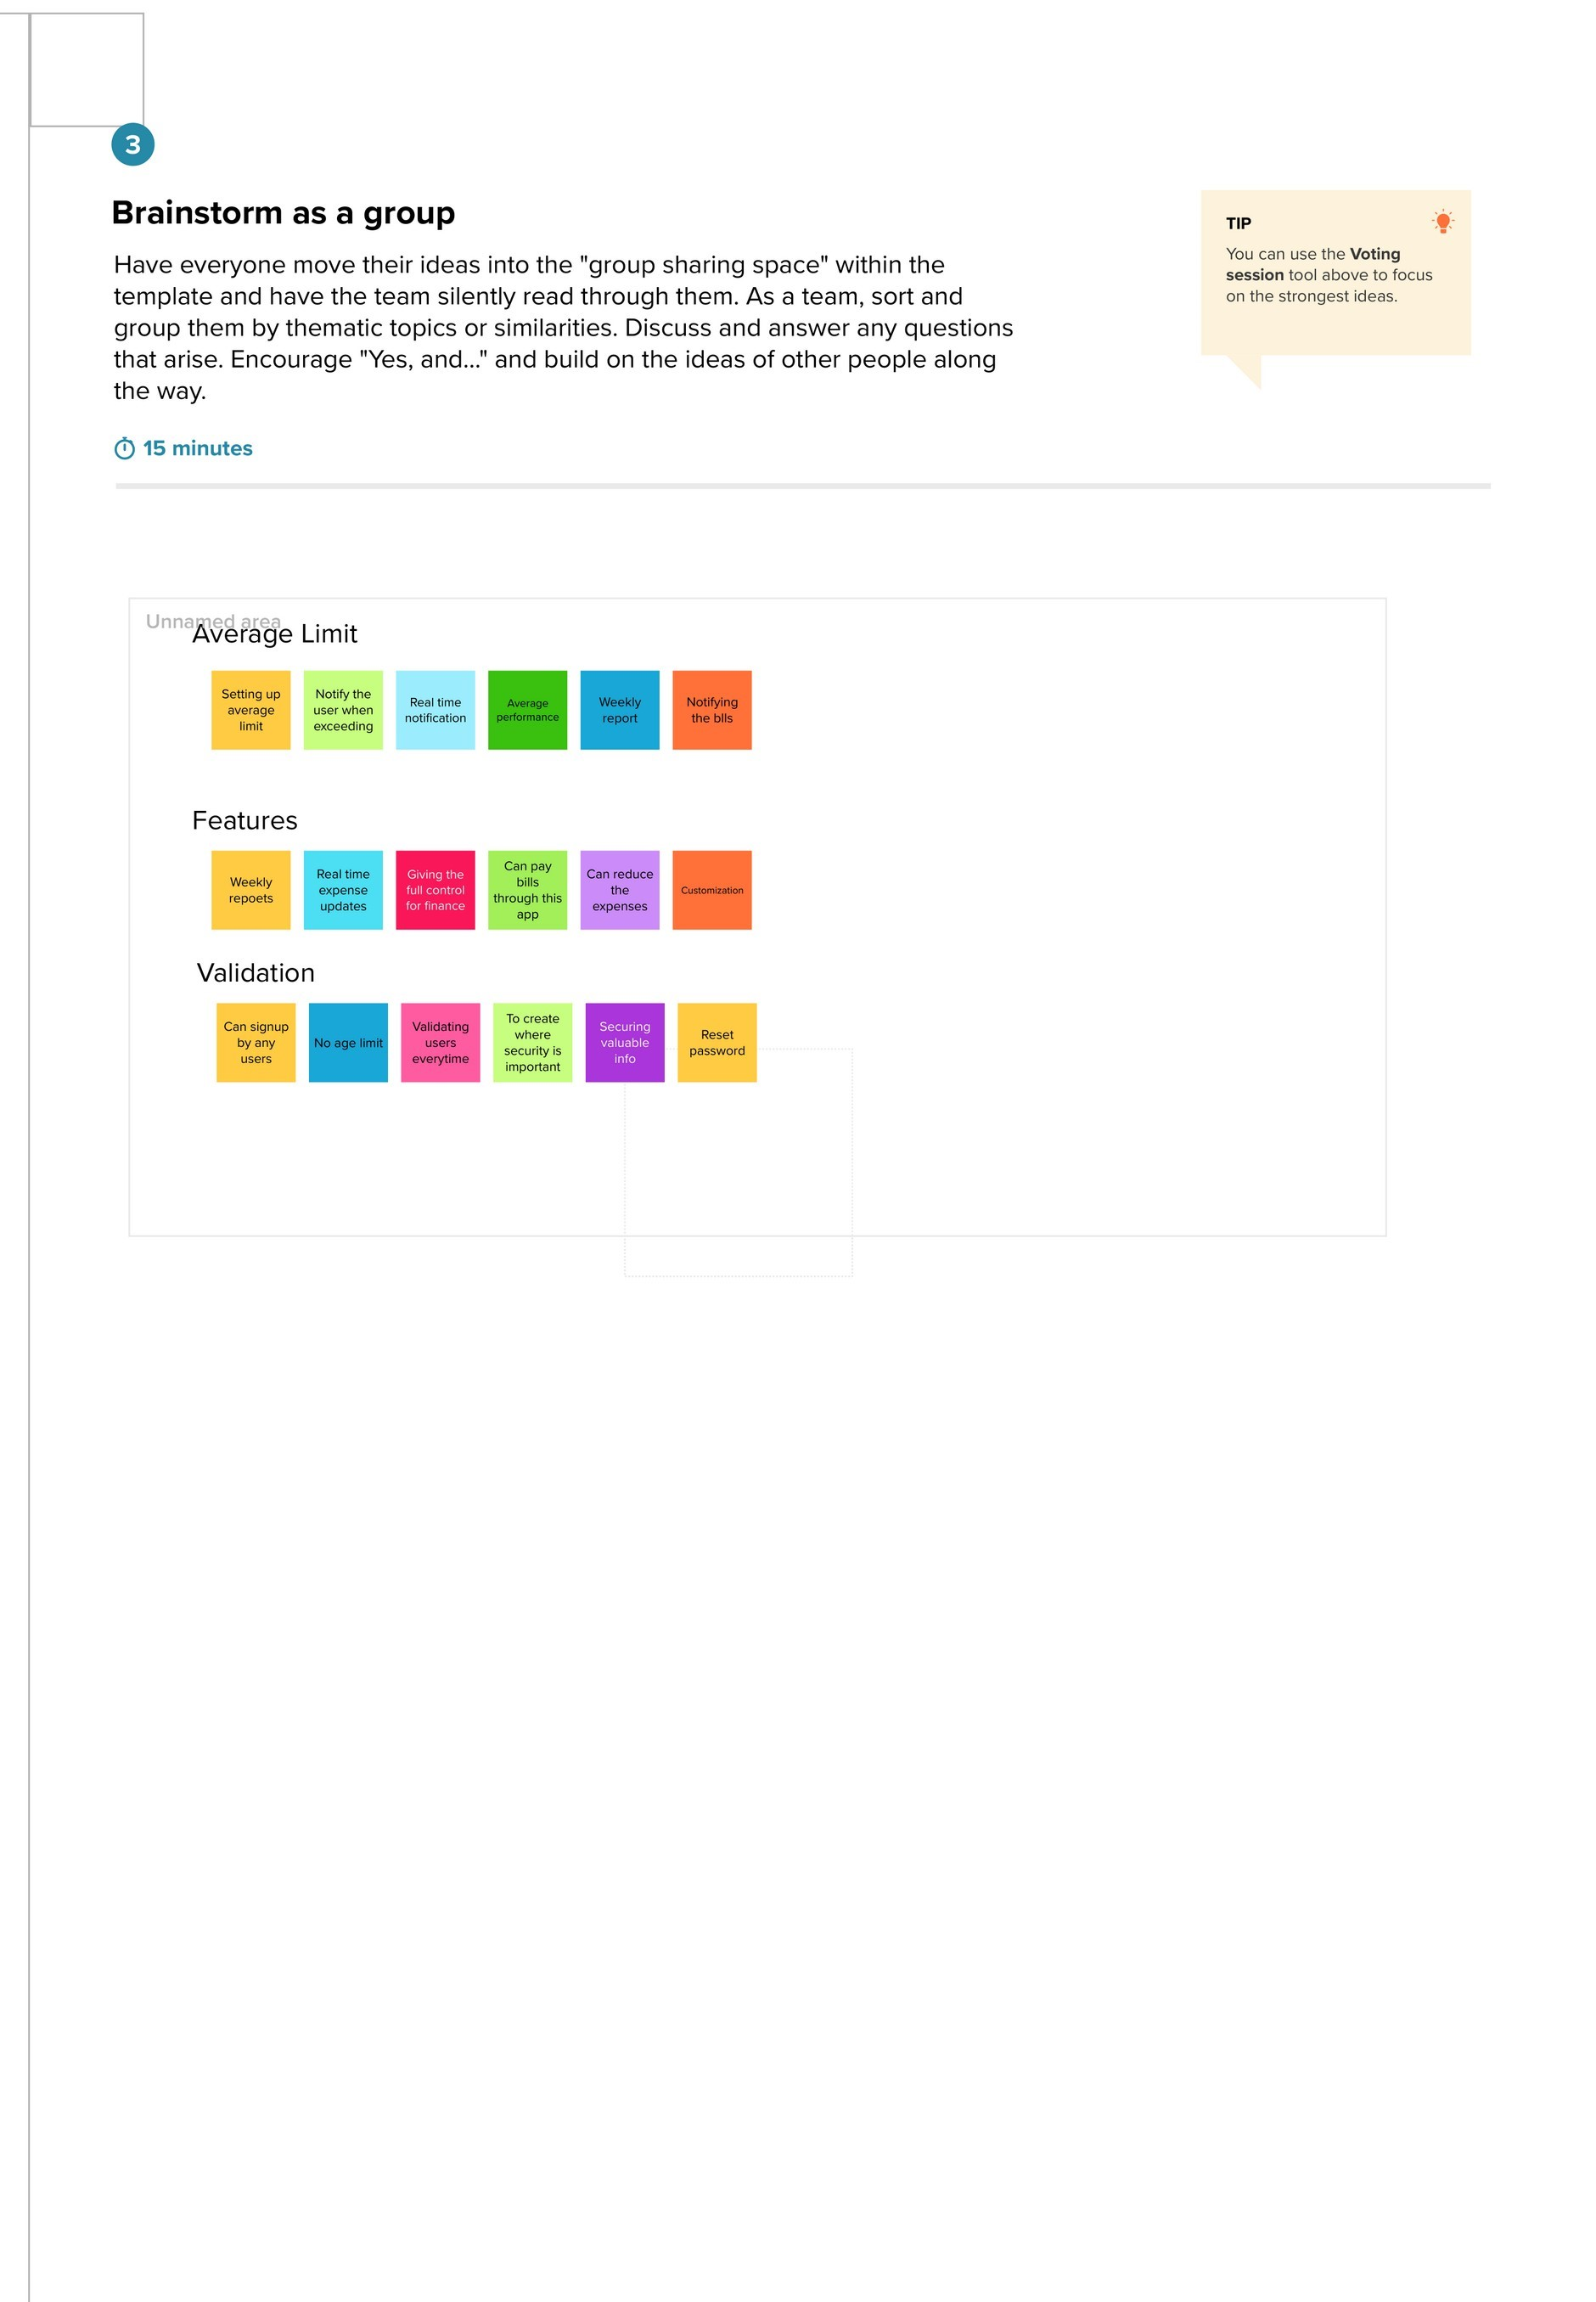 3
Brainstorm as a group
Have everyone move their ideas into the "group sharing space" within the
template and have the team silently read through them. As a team, sort and
group them by thematic topics or similarities. Discuss and answer any questions
that arise. Encourage "Yes, and..." and build on the ideas of other people along
the way.
15 minutes
TIP
You can use the Voting
session tool above to focus
on the strongest ideas.
Unnamed area
Average Limit
Setting up
average
limit
Notify the
user when
exceeding
Real time
notification
Average
performance
Weekly
report
Notifying
the blls
Features
Weekly
repoets
Real time
expense
updates
Giving the
full control
for finance
Can pay
bills
through this
app
Can reduce
the
expenses
Customization
Validation
Can signup
by any
users
No age limit
Validating
users
everytime
To create
where
security is
important
Securing
valuable
info
Reset
password